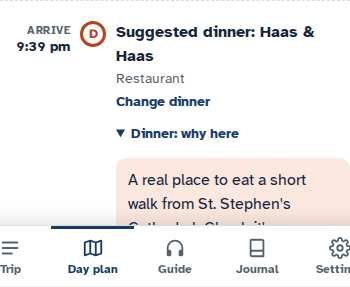 ARRIVE
9:39 pm
D
Suggested dinner: Haas &
Haas
Restaurant
Change dinner
▼ Dinner: why here
A real place to eat a short
walk from St. Stephen's
Trip
Day plan
Guide
Journal
Settin